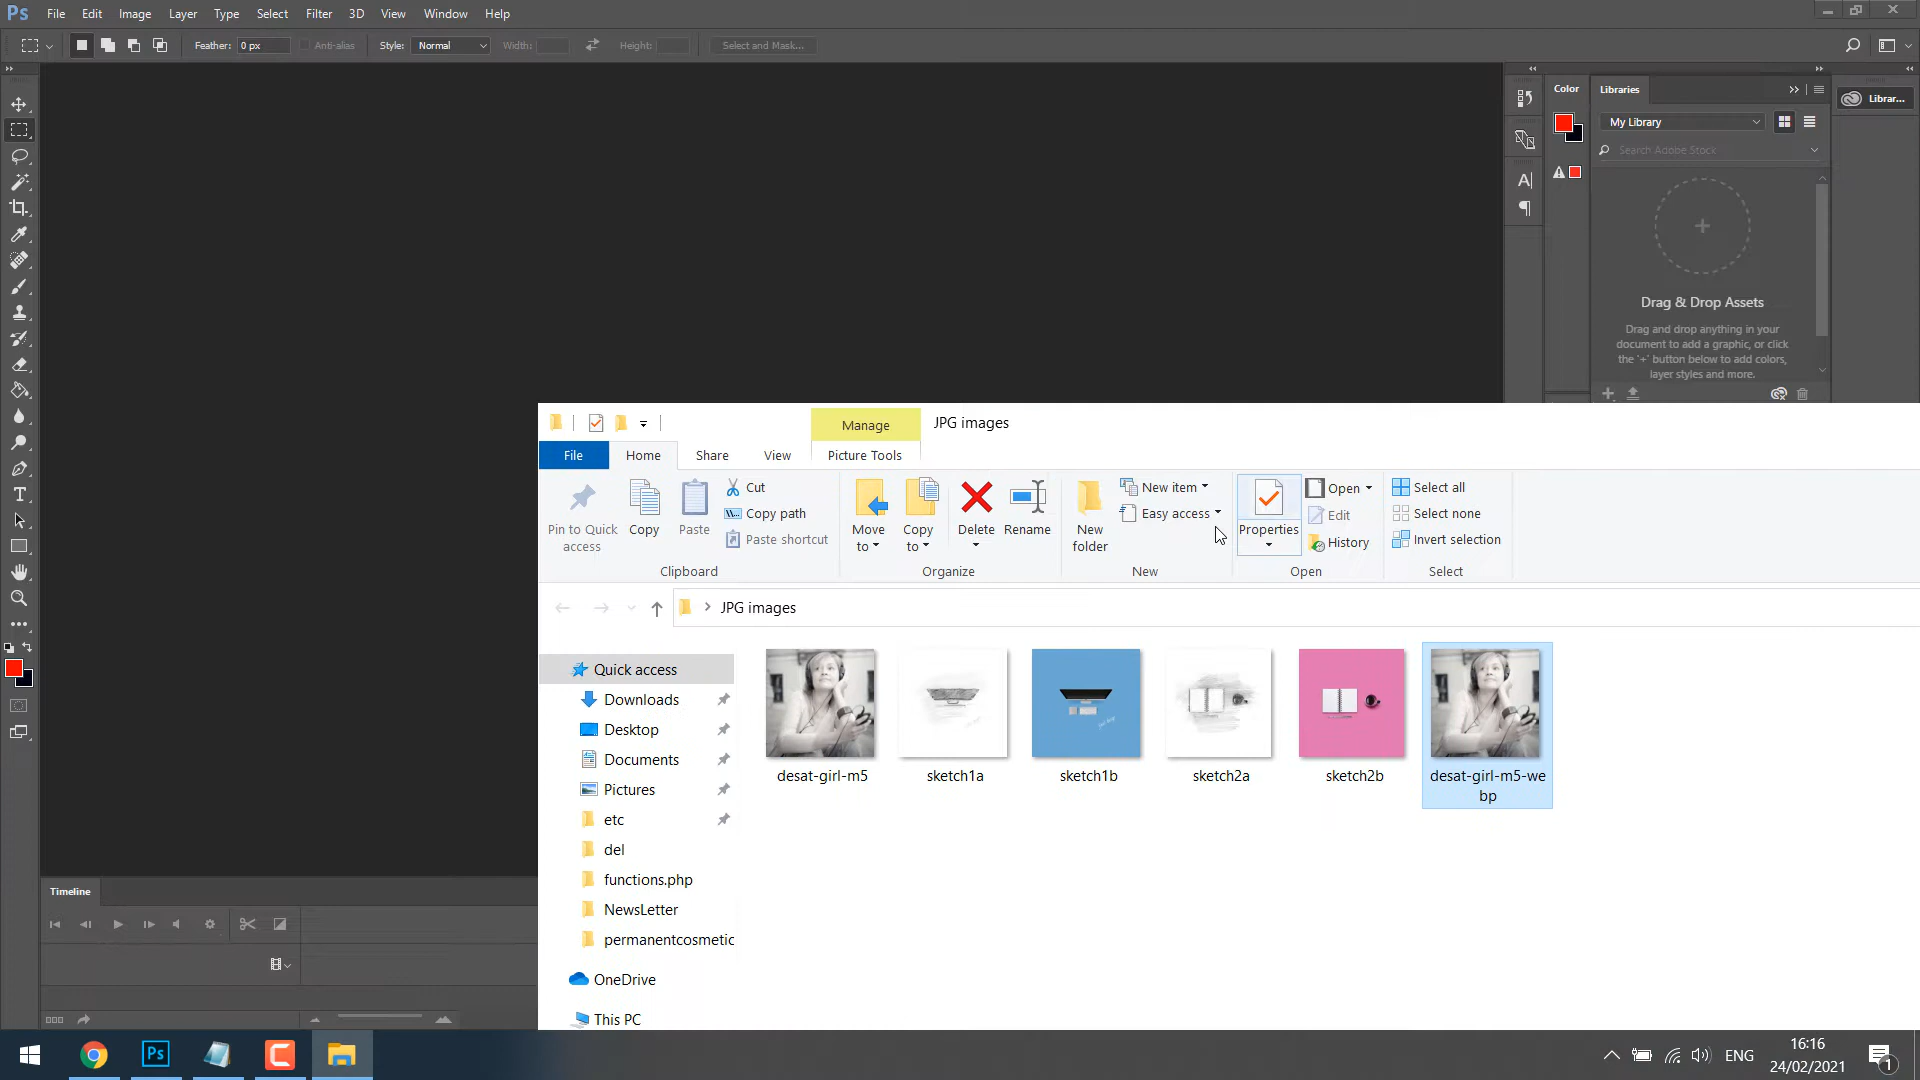 Ps File Edit Image Layer Type Select Filter 3D View Window Help
Feather: 0 px Anti-alias Style: Normal Width: Height: Select and Mask...
Color Libraries Librar...
My Library
Search Adobe Stock
Drag & Drop Assets
Drag and drop anything in your
document to add a graphic, or click
the '+' button below to add colors,
layer styles and more.
Manage JPG images
File Home Share View Picture Tools
Pin to Quick
access
Copy
Paste
Cut
Copy path
Paste shortcut
Clipboard
Move
to
Copy
to
Delete
Rename
Organize
New
folder
New item
Easy access
New
Properties
Open
Edit
History
Open
Select all
Select none
Invert selection
Select
JPG images
Quick access
Downloads
Desktop
Documents
Pictures
etc
del
functions.php
NewsLetter
permanentcosmetic
OneDrive
This PC
desat-girl-m5
sketch1a
sketch1b
sketch2a
sketch2b
desat-girl-m5-we
bp
Timeline
Ps
ENG
16:16
24/02/2021
1